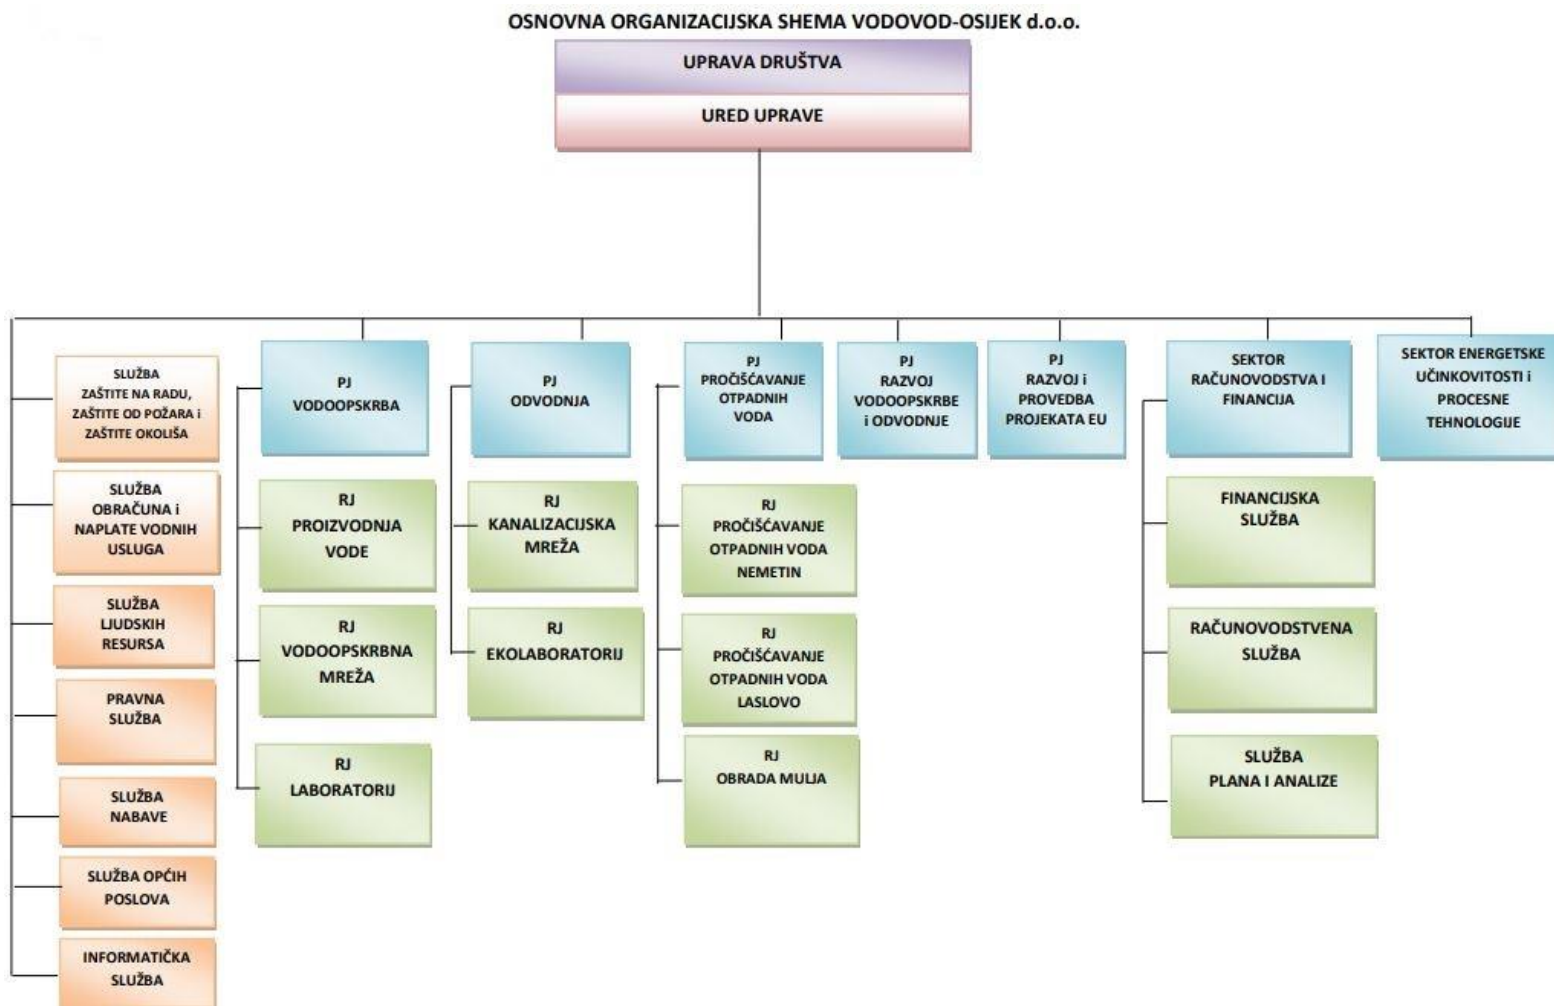 OSNOVNA ORGANIZACIJSKA SHEMA VODOVOD-OSIJEK d.o.o.
UPRAVA DRUŠTVA
URED UPRAVE
SLUŽBA
ZAŠTITE NA RADU,
ZAŠTITE OD POŽARA i
ZAŠTITE OKOLIŠA
SLUŽBA
OBRAČUNA i
NAPLATE VODNIH
USLUGA
SLUŽBA
LJUDSKIH
RESURSA
PRAVNA
SLUŽBA
SLUŽBA
NABAVE
SLUŽBA OPĆIH
POSLOVA
INFORMATIČKA
SLUŽBA
PJ
VODOOPSKRBA
RJ
PROIZVODNJA
VODE
RJ
VODOOPSKRBNA
MREŽA
RJ
LABORATORIJ
PJ
ODVODNJA
RJ
KANALIZACIJSKA
MREŽA
RJ
EKOLABORATORIJ
PJ
PROČIŠĆAVANJE
OTPADNIH
VODA
RJ
PROČIŠĆAVANJE
OTPADNIH VODA
NEMETIN
RJ
PROČIŠĆAVANJE
OTPADNIH VODA
LASLOVO
RJ
OBRADA MULJA
PJ
RAZVOJ
VODOOPSKRBE
i ODVODNJE
PJ
RAZVOJ i
PROVEDBA
PROJEKATA EU
SEKTOR
RAČUNOVODSTVA I
FINANCIJA
FINANCIJSKA
SLUŽBA
RAČUNOVODSTVENA
SLUŽBA
SLUŽBA
PLANA I ANALIZE
SEKTOR ENERGETSKE
UČINKOVITOSTI i
PROCESNE
TEHNOLOGIJE